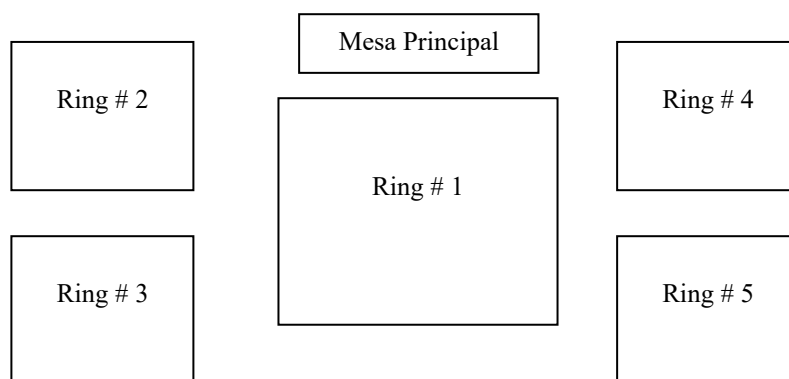 Mesa Principal
Ring # 2
Ring # 4
Ring # 1
Ring # 3
Ring # 5